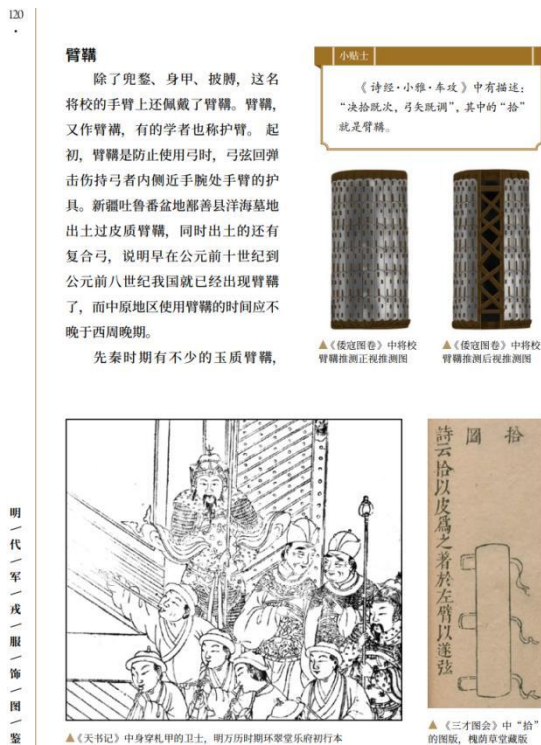 120
臂鞲
除了兜鍪、身甲、披膊，这名
将校的手臂上还佩戴了臂鞲。臂鞲，
又作臂褠，有的学者也称护臂。 起
初，臂鞲是防止使用弓时，弓弦回弹
击伤持弓者内侧近手腕处手臂的护
具。新疆吐鲁番盆地鄯善县洋海墓地
出土过皮质臂鞲，同时出土的还有
复合弓，说明早在公元前十世纪到
公元前八世纪我国就已经出现臂鞲
了，而中原地区使用臂鞲的时间应不
晚于西周晚期。
先秦时期有不少的玉质臂鞲，
小贴士
《诗经·小雅·车攻》中有描述：
“决拾既次，弓矢既调”，其中的“拾”
就是臂鞲。
▲《倭寇图卷》中将校
臂鞲推测正视推测图
▲《倭寇图卷》中将校
臂鞲推测后视推测图
拾
圖
詩云拾以皮爲之著於左臂以遂弦
▲《天书记》中身穿札甲的卫士，明万历时期环翠堂乐府初行本
▲《三才图会》中“拾”
的图版，槐荫草堂藏版
明—代—军—戎—服—饰—图—鉴